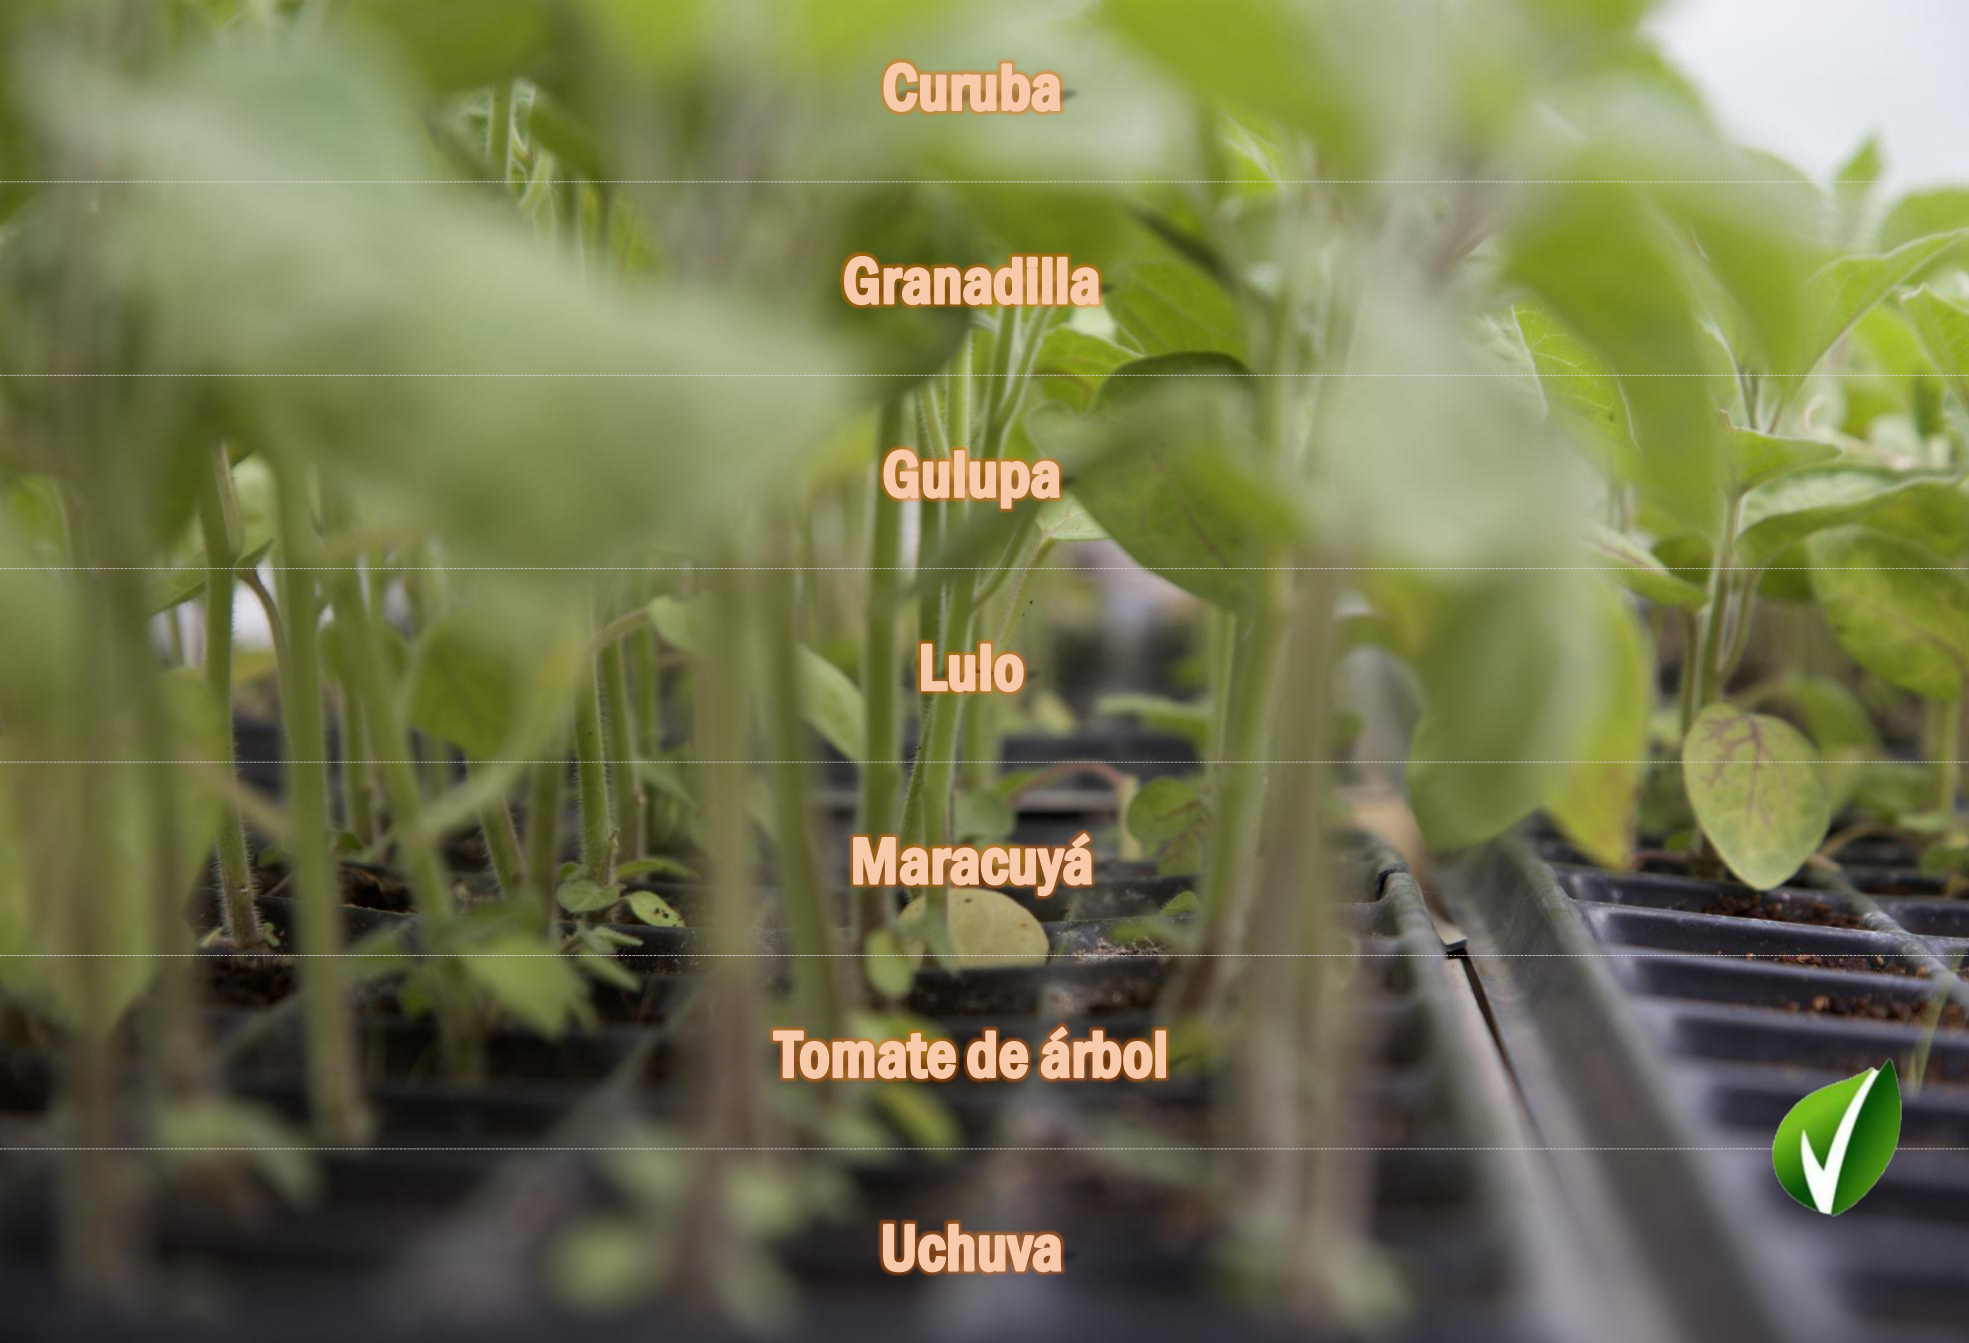 Curuba
Granadilla
Gulupa
Lulo
Maracuyá
Tomate de árbol
Uchuva